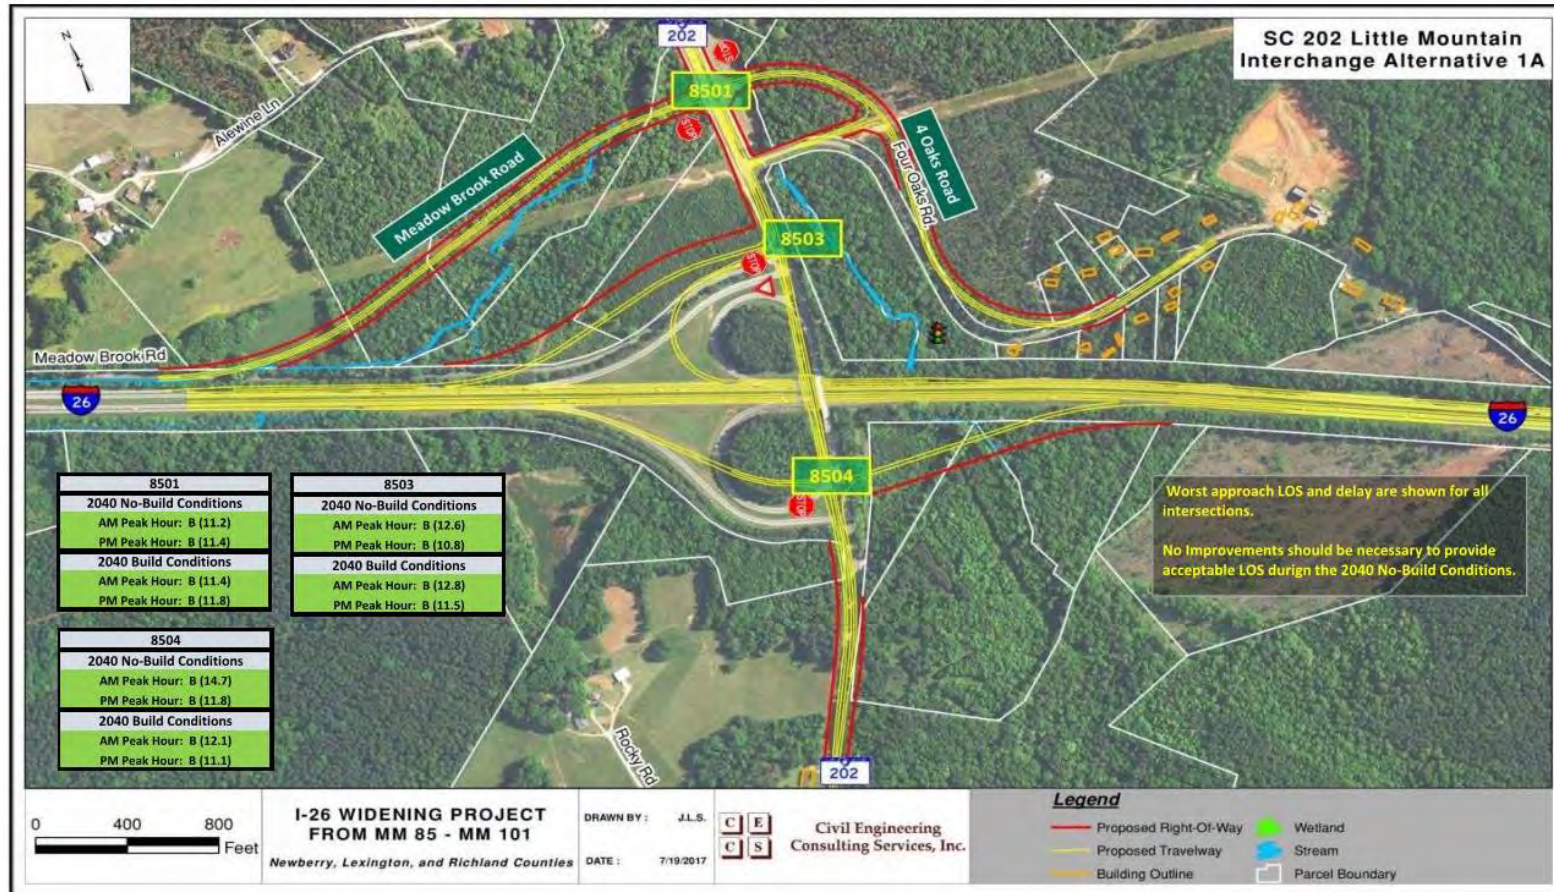 N
202
SC 202 Little Mountain
Interchange Alternative 1A
STOP
8501
STOP
Alewine Ln
Meadow Brook Road
4 Oaks Road
Four Oaks Rd.
8503
STOP
Meadow Brook Rd
26
26
8504
STOP
8501
2040 No-Build Conditions
AM Peak Hour: B (11.2)
PM Peak Hour: B (11.4)
2040 Build Conditions
AM Peak Hour: B (11.4)
PM Peak Hour: B (11.8)
8503
2040 No-Build Conditions
AM Peak Hour: B (12.6)
PM Peak Hour: B (10.8)
2040 Build Conditions
AM Peak Hour: B (12.8)
PM Peak Hour: B (11.5)
8504
2040 No-Build Conditions
AM Peak Hour: B (14.7)
PM Peak Hour: B (11.8)
2040 Build Conditions
AM Peak Hour: B (12.1)
PM Peak Hour: B (11.1)
Worst approach LOS and delay are shown for all
intersections.
No Improvements should be necessary to provide
acceptable LOS durign the 2040 No-Build Conditions.
Rocky Rd
202
0 400 800
Feet
I-26 WIDENING PROJECT
FROM MM 85 - MM 101
Newberry, Lexington, and Richland Counties
DRAWN BY : J.L.S.
DATE : 7/19/2017
C E
C S
Civil Engineering
Consulting Services, Inc.
Legend
Proposed Right-Of-Way
Proposed Travelway
Building Outline
Wetland
Stream
Parcel Boundary